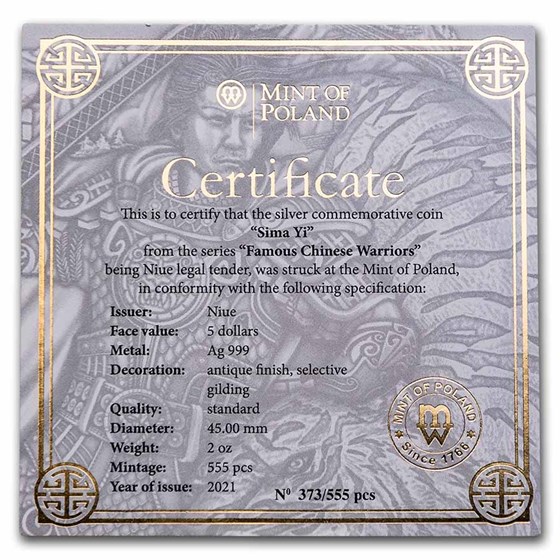 MINT OF
POLAND
Certificate
This is to certify that the silver commemorative coin
“Sima Yi”
from the series “Famous Chinese Warriors”
being Niue legal tender, was struck at the Mint of Poland,
in conformity with the following specification:
Issuer: Niue
Face value: 5 dollars
Metal: Ag 999
Decoration: antique finish, selective
gilding
Quality: standard
Diameter: 45.00 mm
Weight: 2 oz
Mintage: 555 pcs
Year of issue: 2021
N⁰ 373/555 pcs
MINT OF POLAND
MW
Since 1766